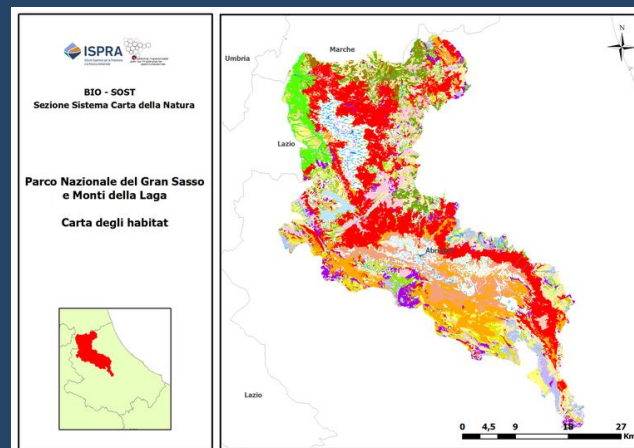 ISPRA
BIO - SOST
Sezione Sistema Carta della Natura
Parco Nazionale del Gran Sasso
e Monti della Laga
Carta degli habitat
Umbria
Marche
Lazio
Lazio
0 4,5 9 18 27
Km